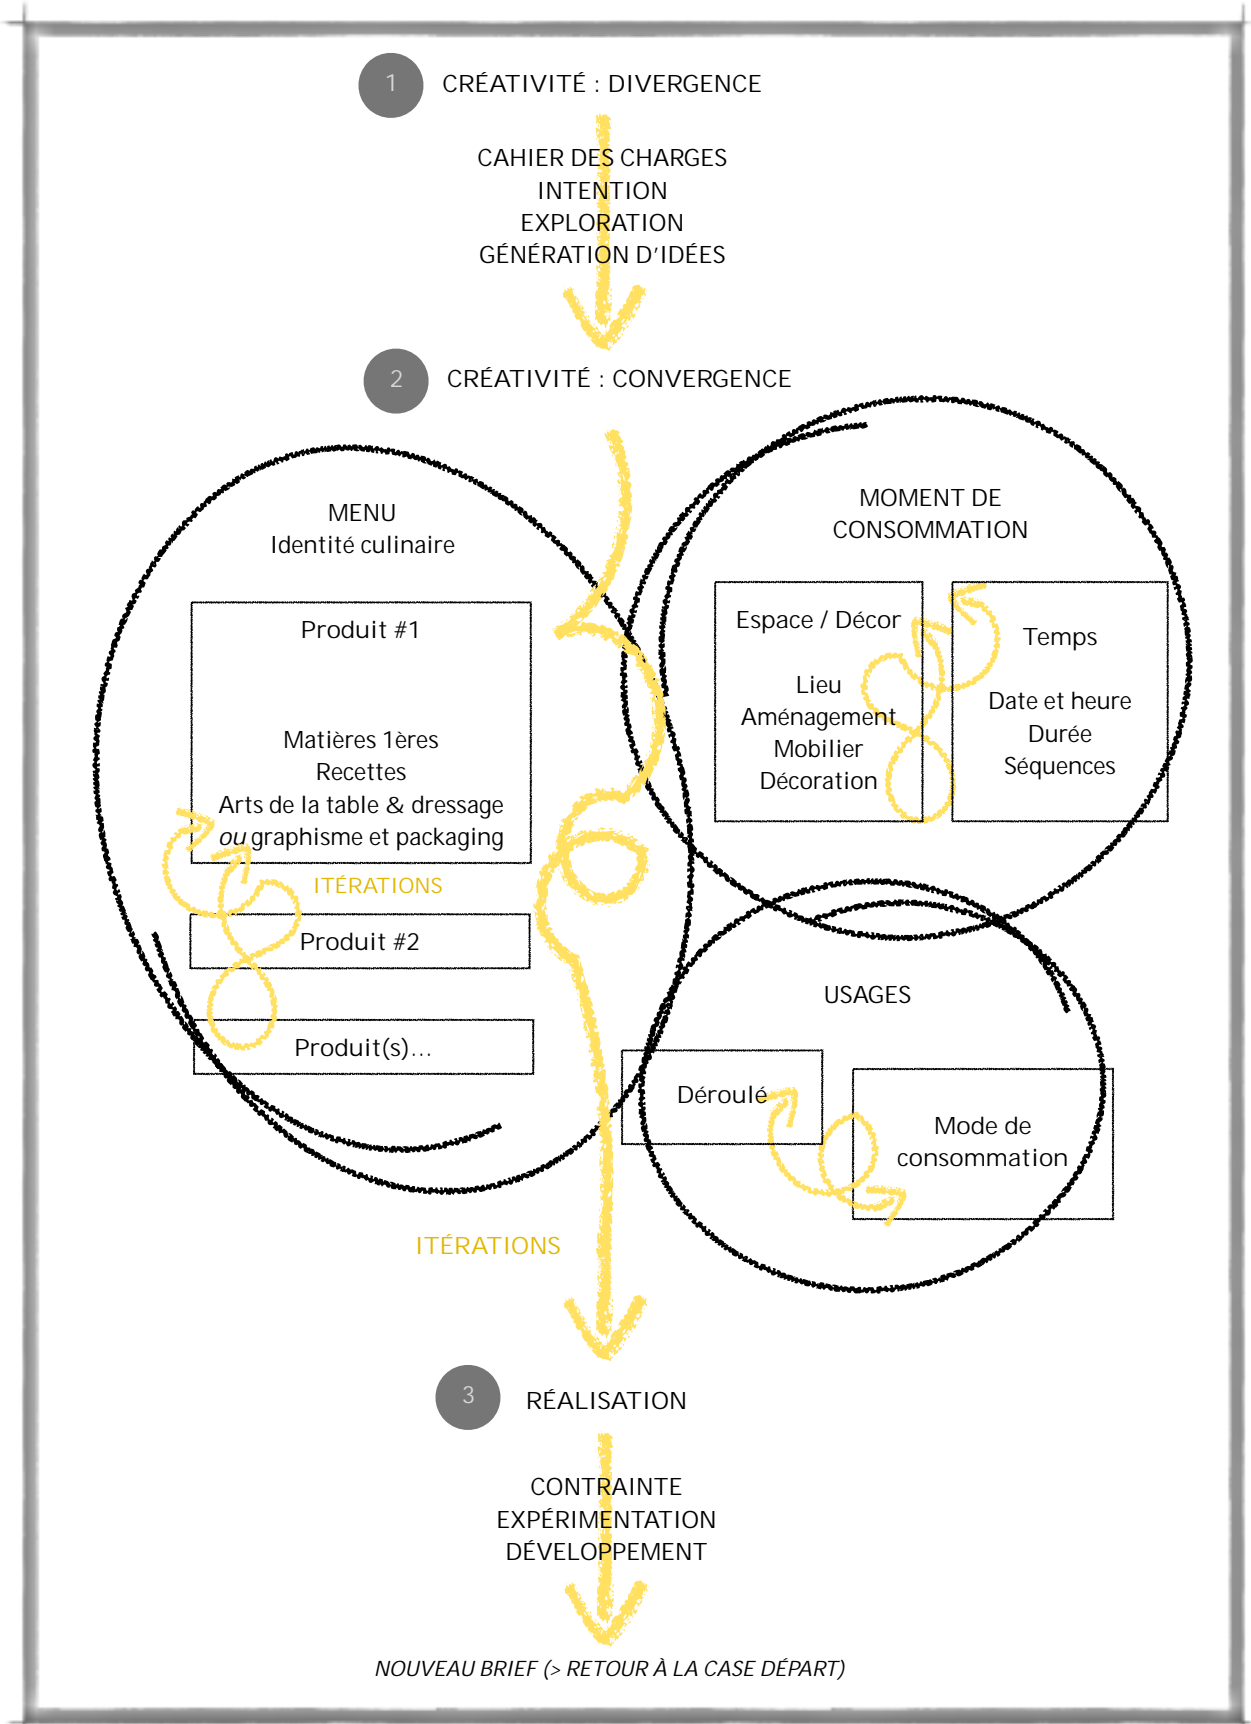 1
CRÉATIVITÉ : DIVERGENCE
CAHIER DES CHARGES
INTENTION
EXPLORATION
GÉNÉRATION D'IDÉES
2
CRÉATIVITÉ : CONVERGENCE
MENU
Identité culinaire
Produit #1
Matières 1ères
Recettes
Arts de la table & dressage
ou graphisme et packaging
ITÉRATIONS
Produit #2
Produit(s)...
MOMENT DE
CONSOMMATION
Espace / Décor
Lieu
Aménagement
Mobilier
Décoration
Temps
Date et heure
Durée
Séquences
USAGES
Déroulé
Mode de
consommation
ITÉRATIONS
3
RÉALISATION
CONTRAINTE
EXPÉRIMENTATION
DÉVELOPPEMENT
NOUVEAU BRIEF (> RETOUR À LA CASE DÉPART)